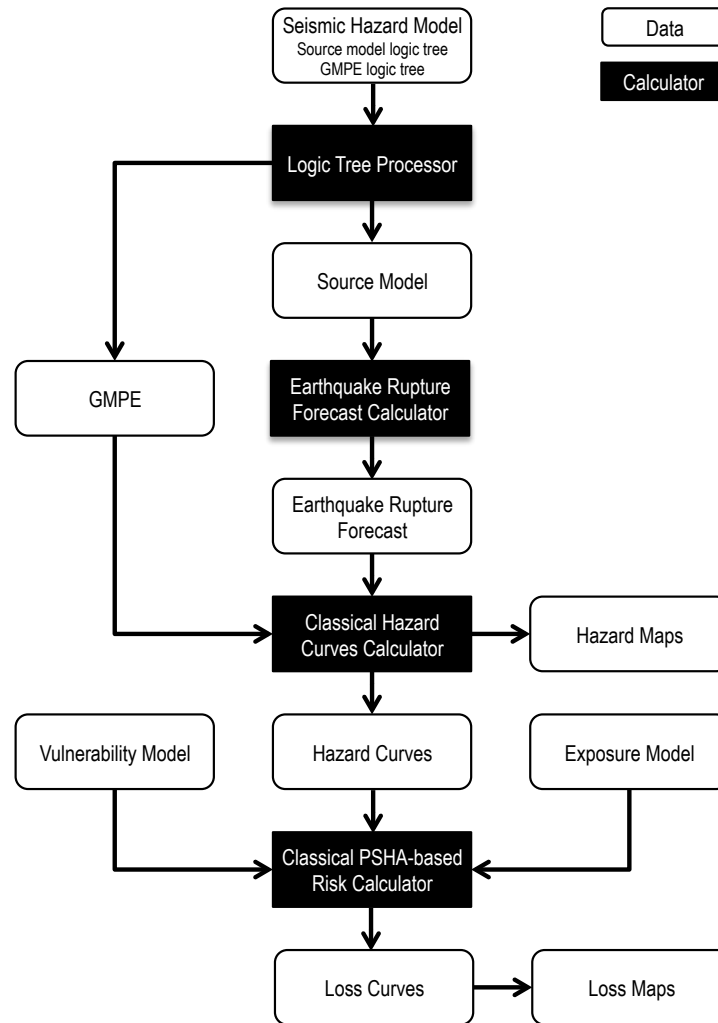 Seismic Hazard Model
Source model logic tree
GMPE logic tree
Data
Calculator
Logic Tree Processor
Source Model
GMPE
Earthquake Rupture
Forecast Calculator
Earthquake Rupture
Forecast
Classical Hazard
Curves Calculator
Hazard Maps
Vulnerability Model
Hazard Curves
Exposure Model
Classical PSHA-based
Risk Calculator
Loss Curves
Loss Maps